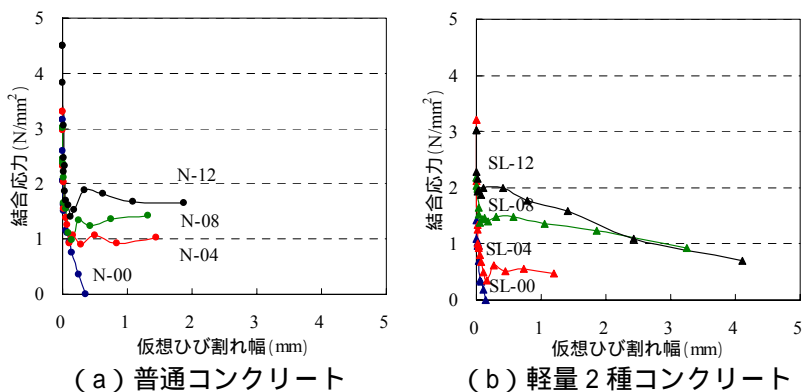 5
4
3
2
1
0
結合応力(N/mm²)
N-12
N-08
N-04
N-00
0 1 2 3 4 5
仮想ひび割れ幅(mm)
(a)普通コンクリート
5
4
3
2
1
0
結合応力(N/mm²)
SL-12
SL-08
SL-04
SL-00
0 1 2 3 4 5
仮想ひび割れ幅(mm)
(b)軽量2種コンクリート